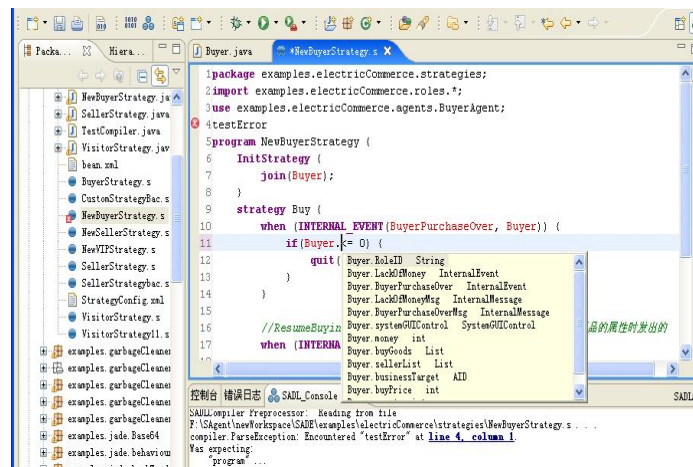 Packa...
Hiera...
Buyer.java
*NewBuyerStrategy.s
NewBuyerStrategy.ja
SellerStrategy.java
TestCompiler.java
VisitorStrategy.jav
bean.xml
BuyerStrategy.s
CustomStrategyBac.s
NewBuyerStrategy.s
NewSellerStrategy.s
NewVIPStrategy.s
SellerStrategy.s
SellerStrategybac.s
StrategyConfig.xml
VisitorStrategy.s
VisitorStrategy11.s
examples.garbageCleaner
examples.garbageCleaner
examples.garbageCleaner
examples.garbageCleaner
examples.jade.Base64
examples.jade.behaviour
1package examples.electricCommerce.strategies;
2import examples.electricCommerce.roles.*;
3use examples.electricCommerce.agents.BuyerAgent;
4testError
5program NewBuyerStrategy {
6 InitStrategy {
7 join(Buyer);
8 }
9 strategy Buy {
10 when (INTERNAL_EVENT(BuyerPurchaseOver, Buyer)) {
11 if(Buyer.<= 0) {
12 quit(
13 }
14 }
15
16 //ResumeBuyin 品的属性时发出的
17 when (INTERNA
Buyer.RoleID String
Buyer.LackOfMoney InternalEvent
Buyer.BuyerPurchaseOver InternalEvent
Buyer.LackOfMoneyMsg InternalMessage
Buyer.BuyerPurchaseOverMsg InternalMessage
Buyer.systemGUIControl SystemGUIControl
Buyer.money int
Buyer.buyGoods List
Buyer.sellerList List
Buyer.businessTarget AID
Buyer.buyPrice int
控制台 错误日志 SADL_Console
SADL
SADLCompiler Preprocessor: Reading from file
F:\SAgent\newWorkspace\SADE\examples\electricCommerce\strategies\NewBuyerStrategy.s . . . .
compiler.ParseException: Encountered "testError" at line 4, column 1.
Was expecting:
"program" ...